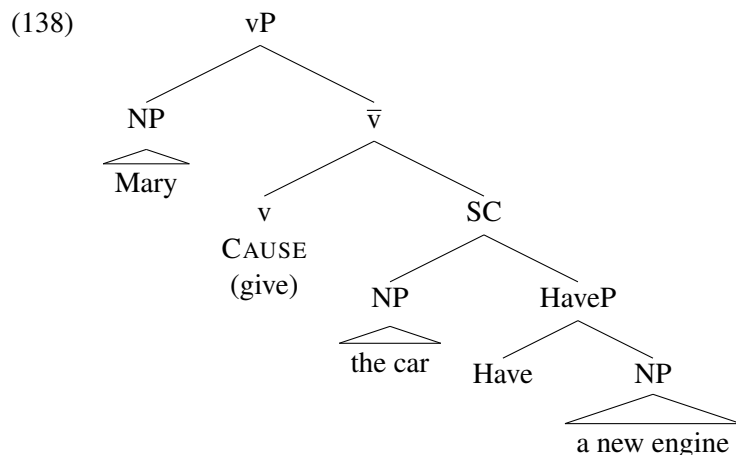 (138) vP
NP v̅
Mary
v SC
CAUSE
(give) NP HaveP
the car Have NP
a new engine